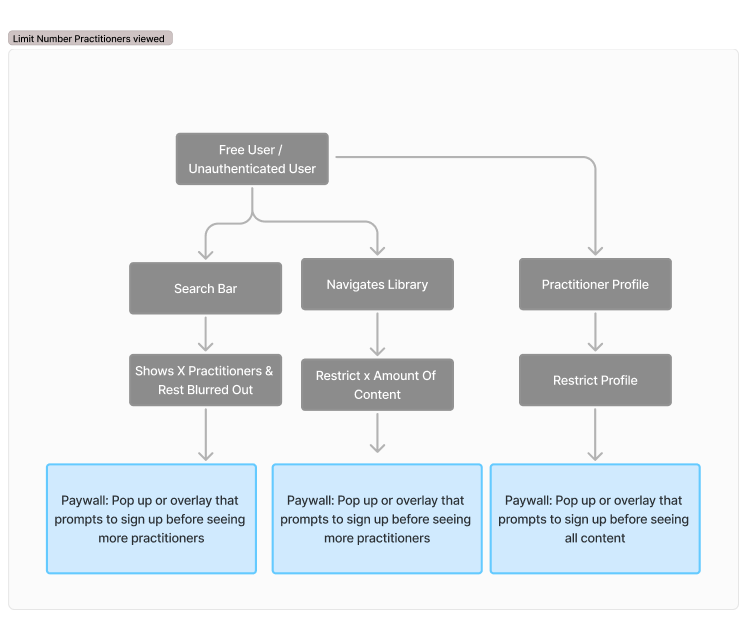 Limit Number Practitioners viewed
Free User /
Unauthenticated User
Search Bar
Navigates Library
Practitioner Profile
Shows X Practitioners &
Rest Blurred Out
Restrict x Amount Of
Content
Restrict Profile
Paywall: Pop up or overlay that
prompts to sign up before seeing
more practitioners
Paywall: Pop up or overlay that
prompts to sign up before seeing
more practitioners
Paywall: Pop up or overlay that
prompts to sign up before seeing
all content